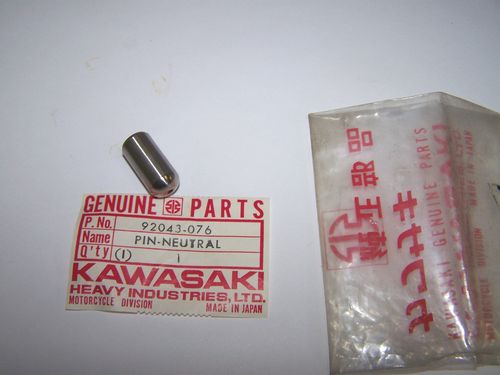 GENUINE PARTS
P. No. 92043-076
Name PIN-NEUTRAL
Q'ty (1) 1
KAWASAKI
HEAVY INDUSTRIES, LTD.
MOTORCYCLE DIVISION MADE IN JAPAN
純正部品
カワサキ
KAWASAKI GENUINE PARTS
MADE IN JAPAN